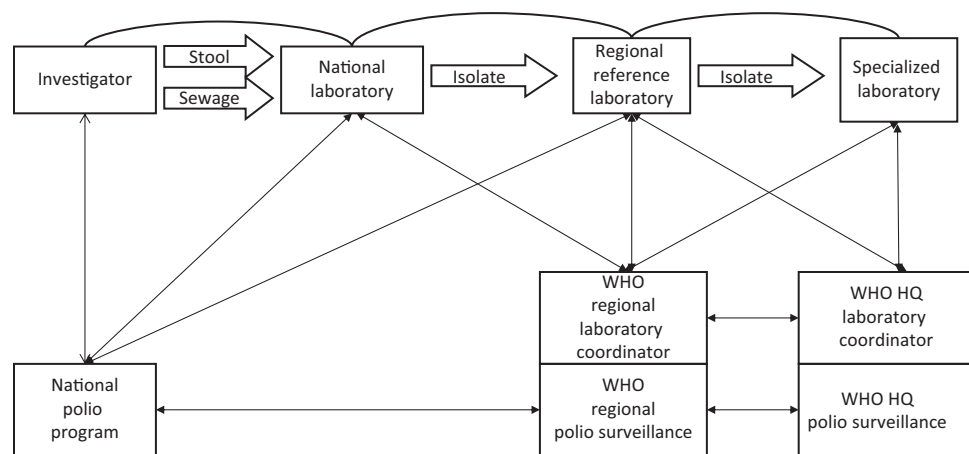 Investigator
Stool
Sewage
National
laboratory
Isolate
Regional
reference
laboratory
Isolate
Specialized
laboratory
WHO
regional
laboratory
coordinator
WHO HQ
laboratory
coordinator
National
polio
program
WHO
regional
polio surveillance
WHO HQ
polio surveillance